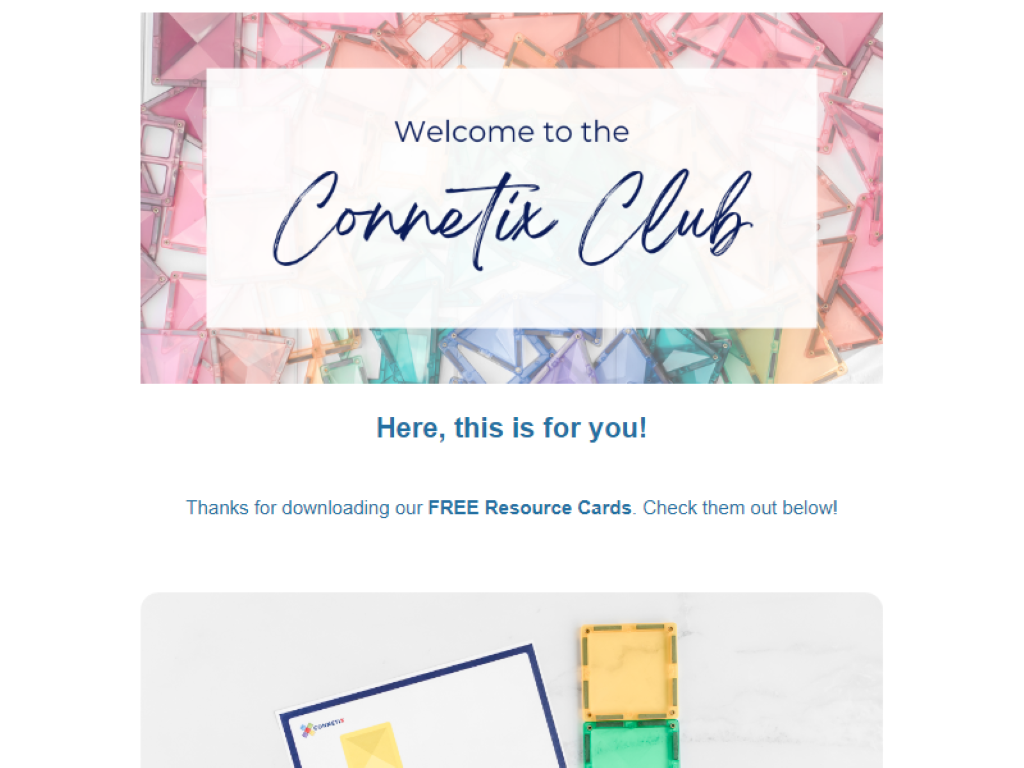 Welcome to the
Connetix Club
Here, this is for you!
Thanks for downloading our FREE Resource Cards. Check them out below!
CONNETIX